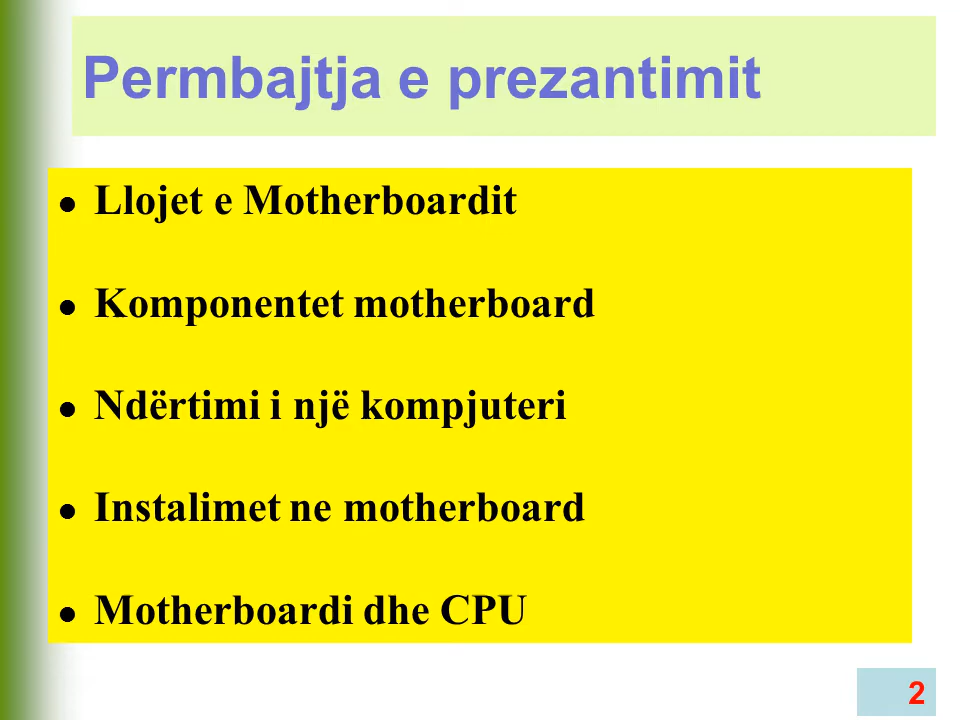 Permbajtja e prezantimit
● Llojet e Motherboardit
● Komponentet motherboard
● Ndërtimi i një kompjuteri
● Instalimet ne motherboard
● Motherboardi dhe CPU
2